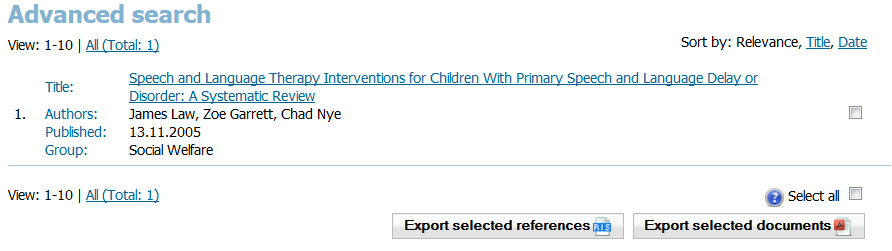 Advanced search
View: 1-10 | All (Total: 1)
Sort by: Relevance, Title, Date
Title: Speech and Language Therapy Interventions for Children With Primary Speech and Language Delay or
Disorder: A Systematic Review
1. Authors: James Law, Zoe Garrett, Chad Nye
Published: 13.11.2005
Group: Social Welfare
View: 1-10 | All (Total: 1)
? Select all
Export selected references RIS
Export selected documents